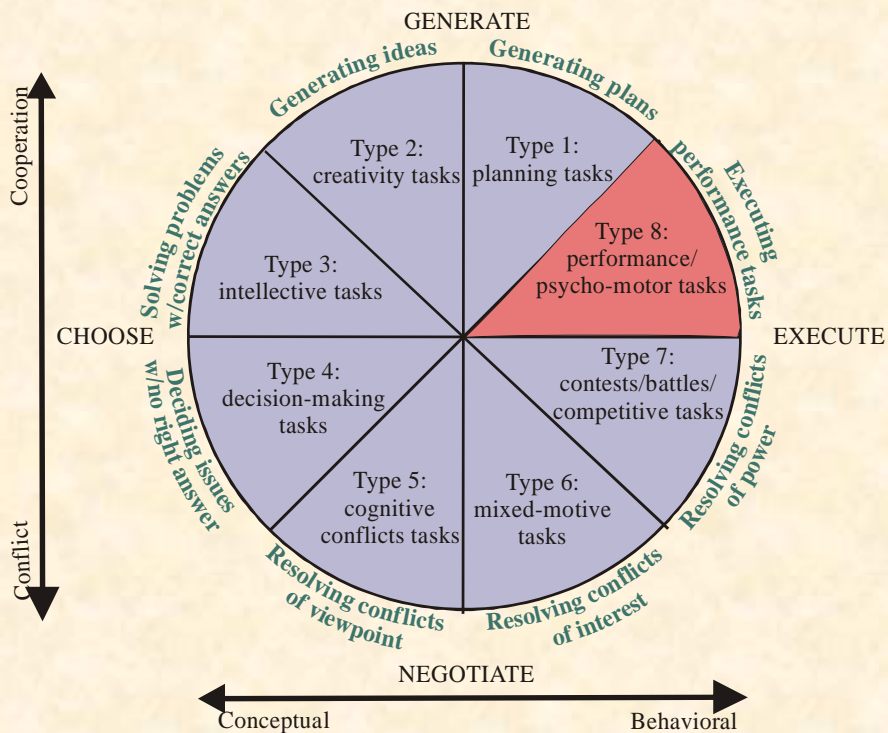 GENERATE
Generating ideas
Generating plans
Cooperation
Type 2:
creativity tasks
Type 1:
planning tasks
Executing
performance tasks
Solving problems
w/correct answers
Type 3:
intellective tasks
Type 8:
performance/
psycho-motor tasks
CHOOSE
EXECUTE
Deciding issues
w/no right answer
Type 4:
decision-making
tasks
Type 7:
contests/battles/
competitive tasks
Resolving conflicts
of power
Conflict
Type 5:
cognitive
conflicts tasks
Type 6:
mixed-motive
tasks
Resolving conflicts
of viewpoint
Resolving conflicts
of interest
NEGOTIATE
Conceptual
Behavioral